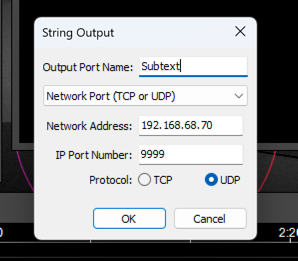 String Output
Output Port Name: Subtext
Network Port (TCP or UDP)
Network Address: 192.168.68.70
IP Port Number: 9999
Protocol: TCP UDP
OK Cancel
0 2:20